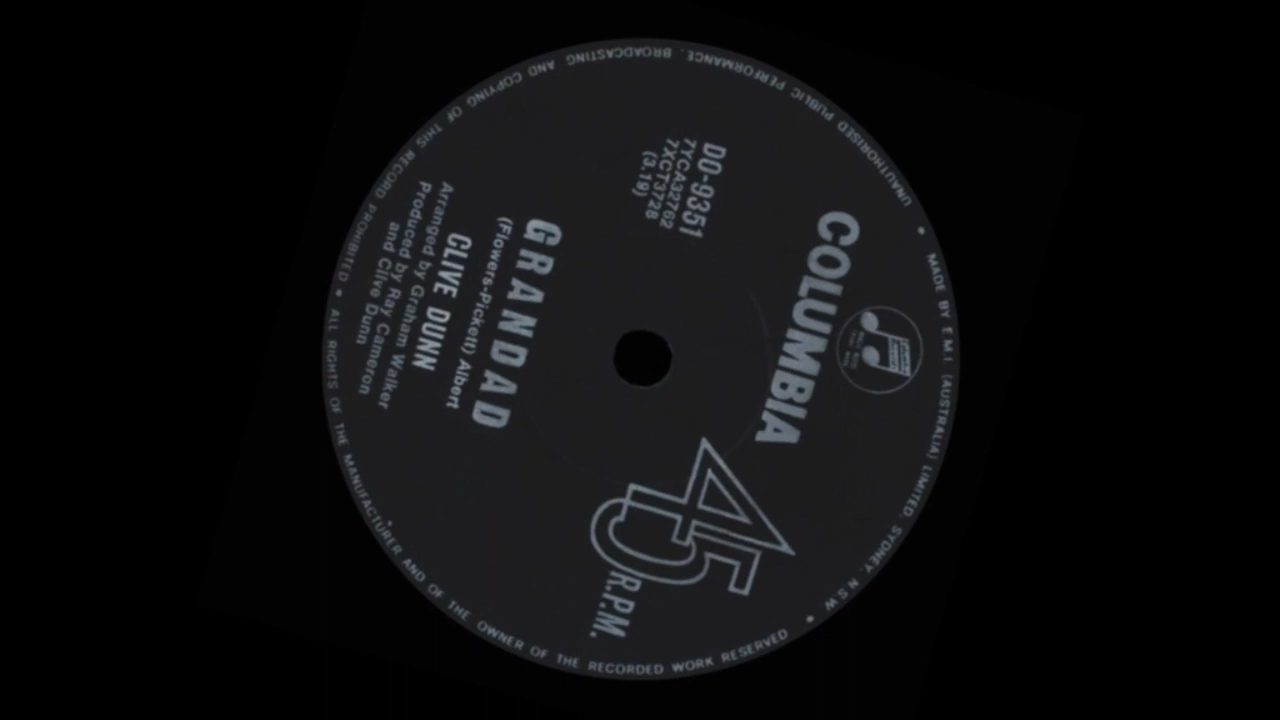 COLUMBIA
DO-9351
7YCA32762
7XCT3728
(3.19)
45
R.P.M.
GRANDAD
(Flowers-Pickett) Albert
CLIVE DUNN
Arranged by Graham Walker
Produced by Ray Cameron
and Clive Dunn
MADE BY E.M.I (AUSTRALIA) LIMITED. SYDNEY. N.S.W • ALL RIGHTS OF THE MANUFACTURER AND OF THE OWNER OF THE RECORDED WORK RESERVED • UNAUTHORISED PUBLIC PERFORMANCE. BROADCASTING AND COPYING OF THIS RECORD PROHIBITED •